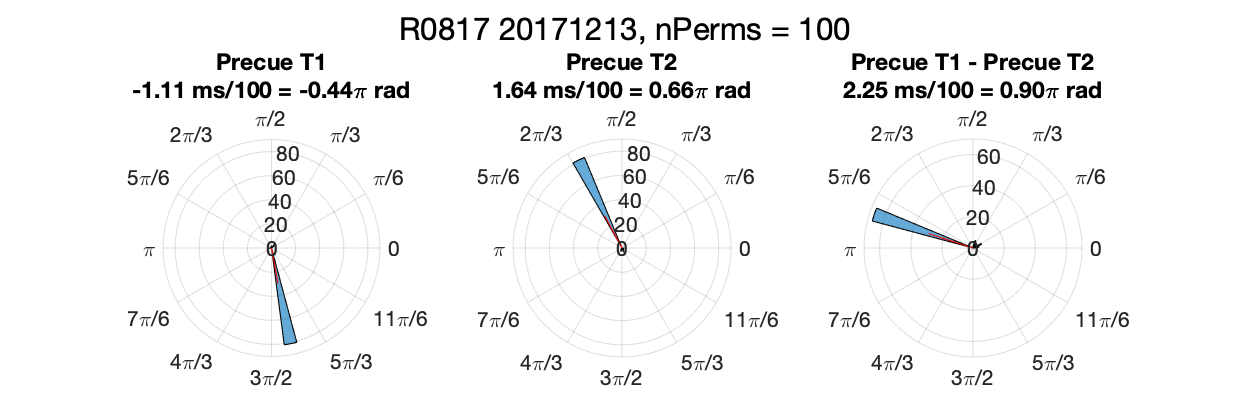 R0817 20171213, nPerms = 100
Precue T1
-1.11 ms/100 = -0.44π rad
π/2
2π/3 π/3
5π/6 π/6
π 0
7π/6 11π/6
4π/3 5π/3
3π/2
80
60
40
20
0
Precue T2
1.64 ms/100 = 0.66π rad
π/2
2π/3 π/3
5π/6 π/6
π 0
7π/6 11π/6
4π/3 5π/3
3π/2
80
60
40
20
0
Precue T1 - Precue T2
2.25 ms/100 = 0.90π rad
π/2
2π/3 π/3
5π/6 π/6
π 0
7π/6 11π/6
4π/3 5π/3
3π/2
60
40
20
0